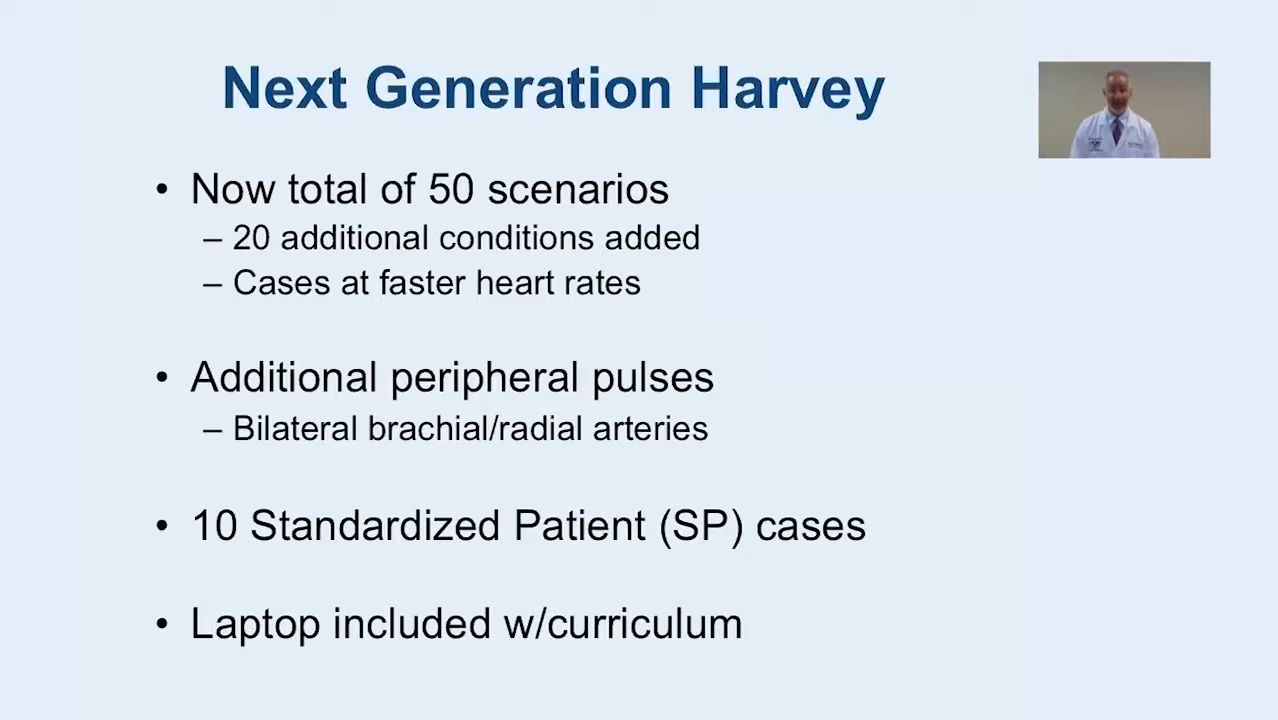 Next Generation Harvey
• Now total of 50 scenarios
– 20 additional conditions added
– Cases at faster heart rates
• Additional peripheral pulses
– Bilateral brachial/radial arteries
• 10 Standardized Patient (SP) cases
• Laptop included w/curriculum